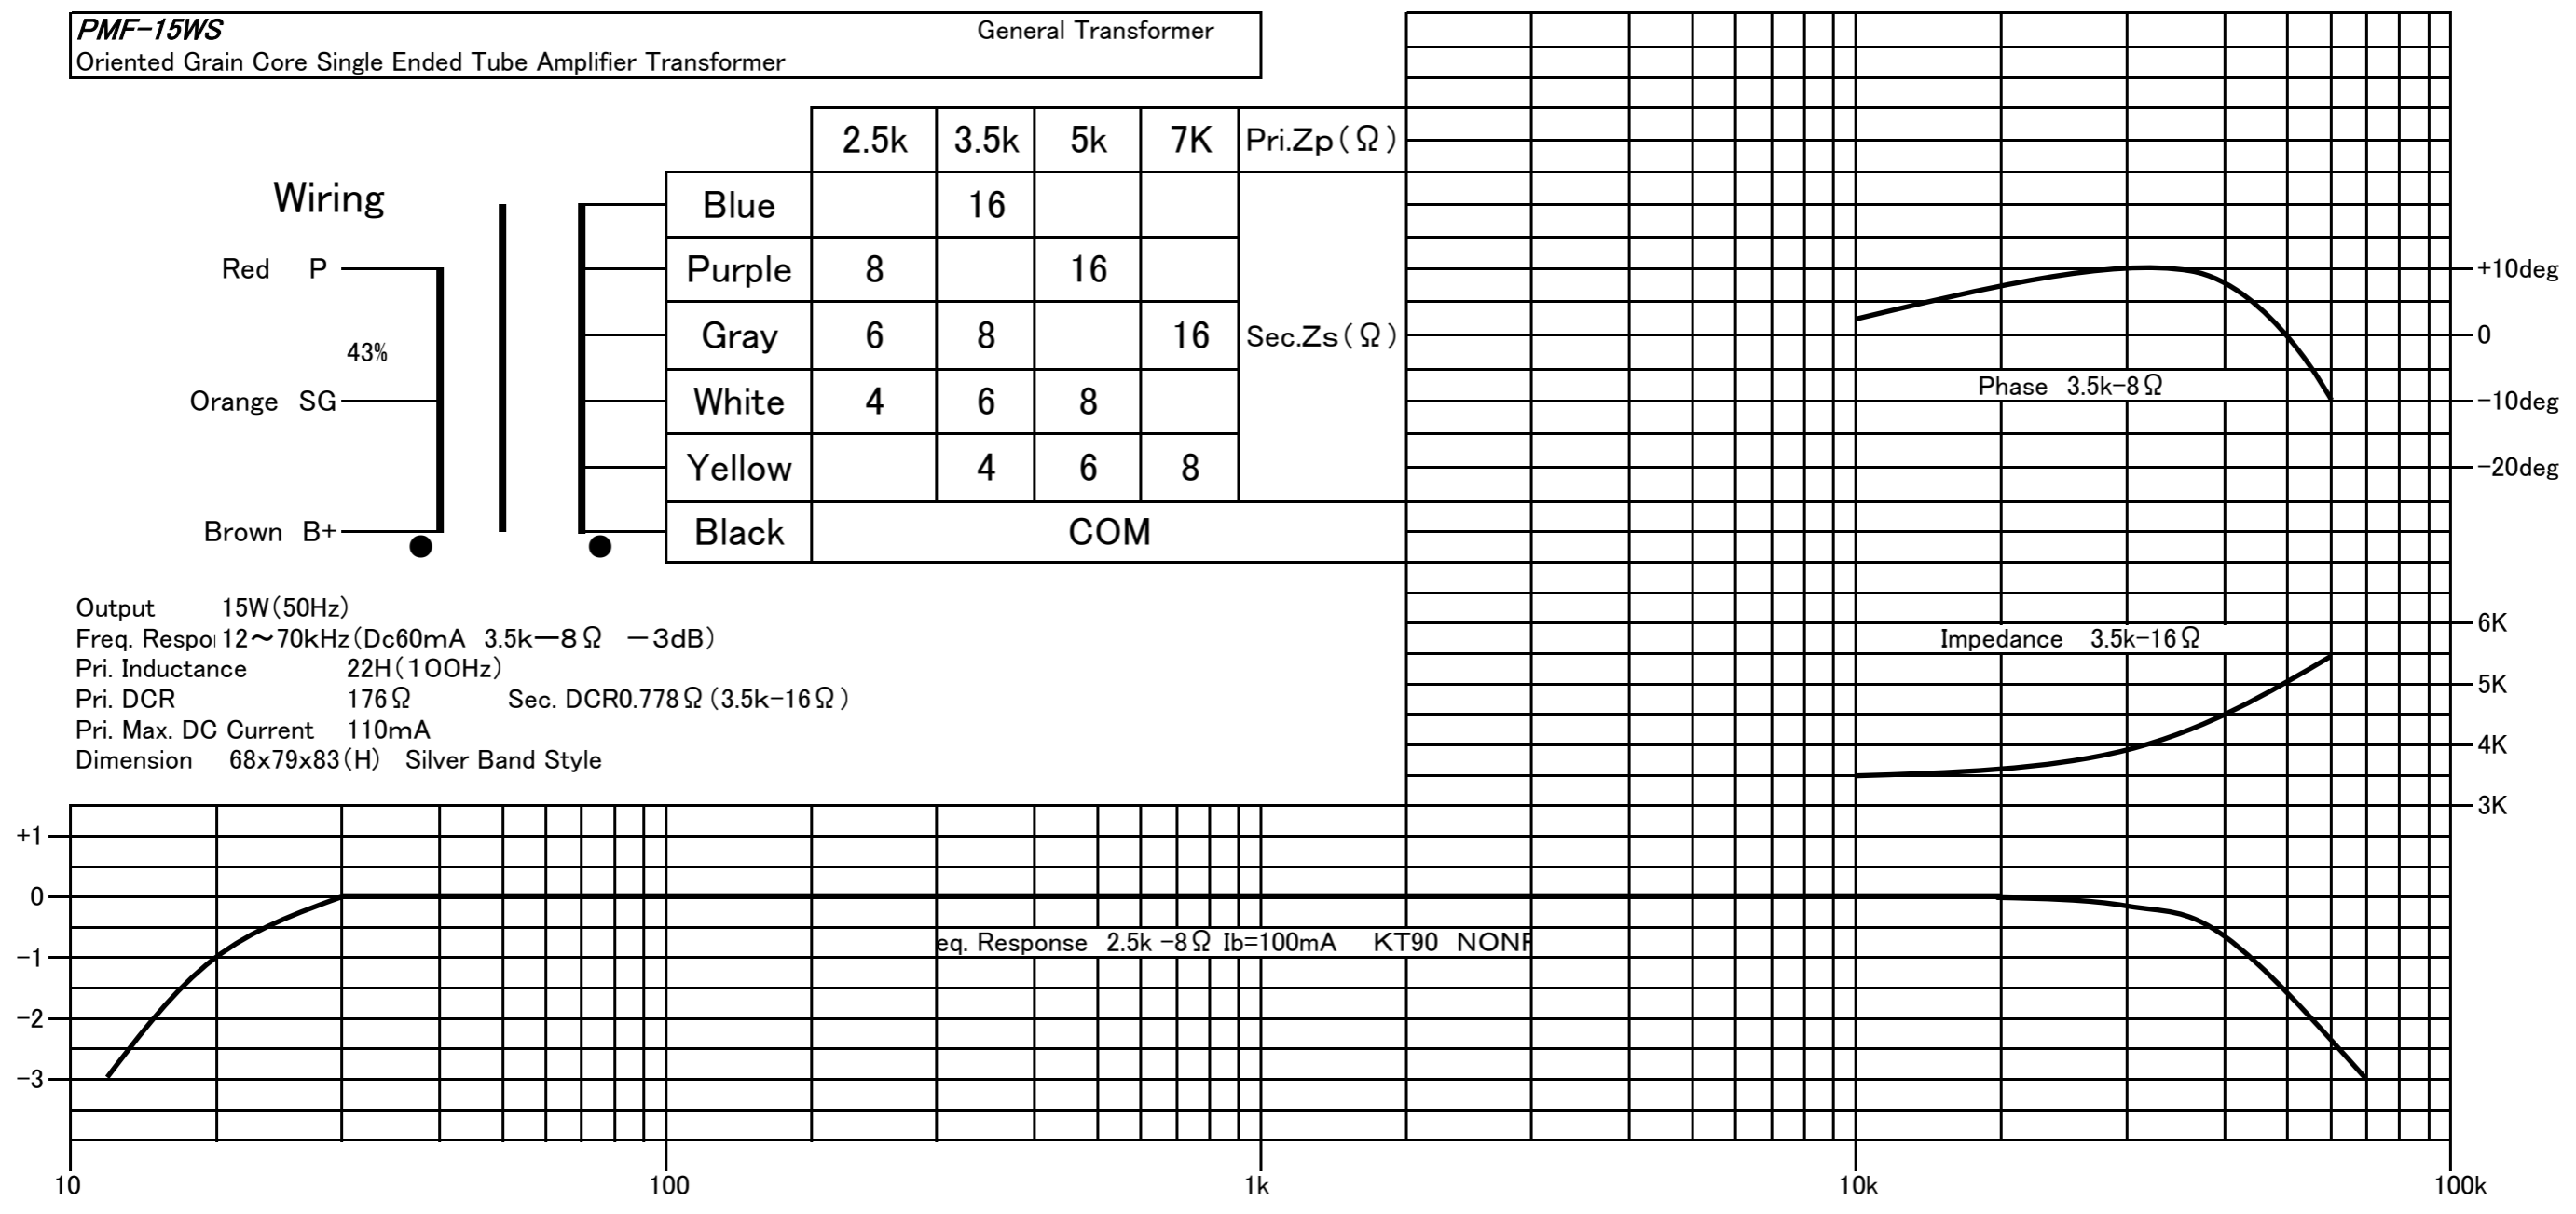 PMF-15WS General Transformer
Oriented Grain Core Single Ended Tube Amplifier Transformer
2.5k 3.5k 5k 7K Pri.Zp(Ω)
Wiring
Blue 16
Red P Purple 8 16 +10deg
43% Gray 6 8 16 Sec.Zs(Ω) 0
Phase 3.5k-8Ω
Orange SG White 4 6 8 -10deg
Yellow 4 6 8 -20deg
Brown B+ Black COM
Output 15W(50Hz)
6K
Freq. Respo 12～70kHz(Dc60mA 3.5k－8Ω －3dB)
Impedance 3.5k-16Ω
Pri. Inductance 22H(100Hz)
5K
Pri. DCR 176Ω Sec. DCR0.778Ω(3.5k-16Ω)
Pri. Max. DC Current 110mA
4K
Dimension 68x79x83(H) Silver Band Style
3K
+1
0
eq. Response 2.5k -8Ω Ib=100mA KT90 NONF
-1
-2
-3
10 100 1k 10k 100k